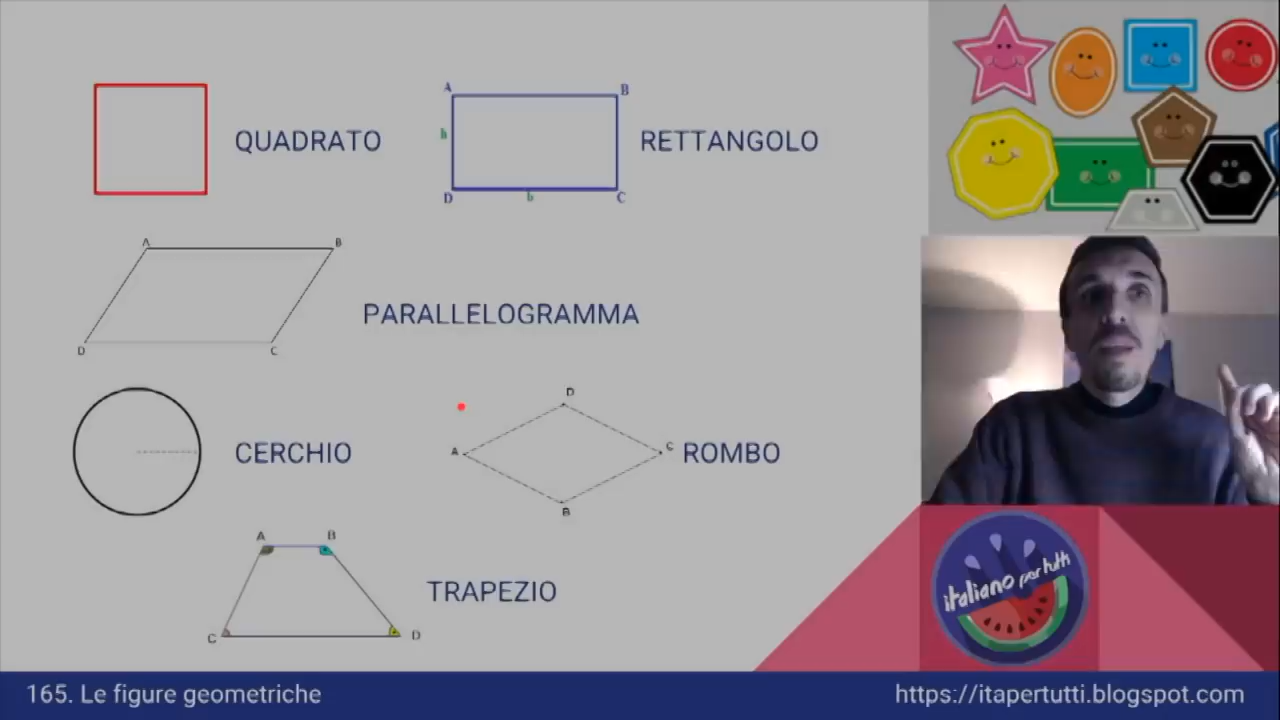 QUADRATO
A
B
h
D
b
C
RETTANGOLO
A
B
D
C
PARALLELOGRAMMA
CERCHIO
D
A
C
B
ROMBO
A
B
C
D
TRAPEZIO
italiano per tutti
165. Le figure geometriche
https://itapertutti.blogspot.com